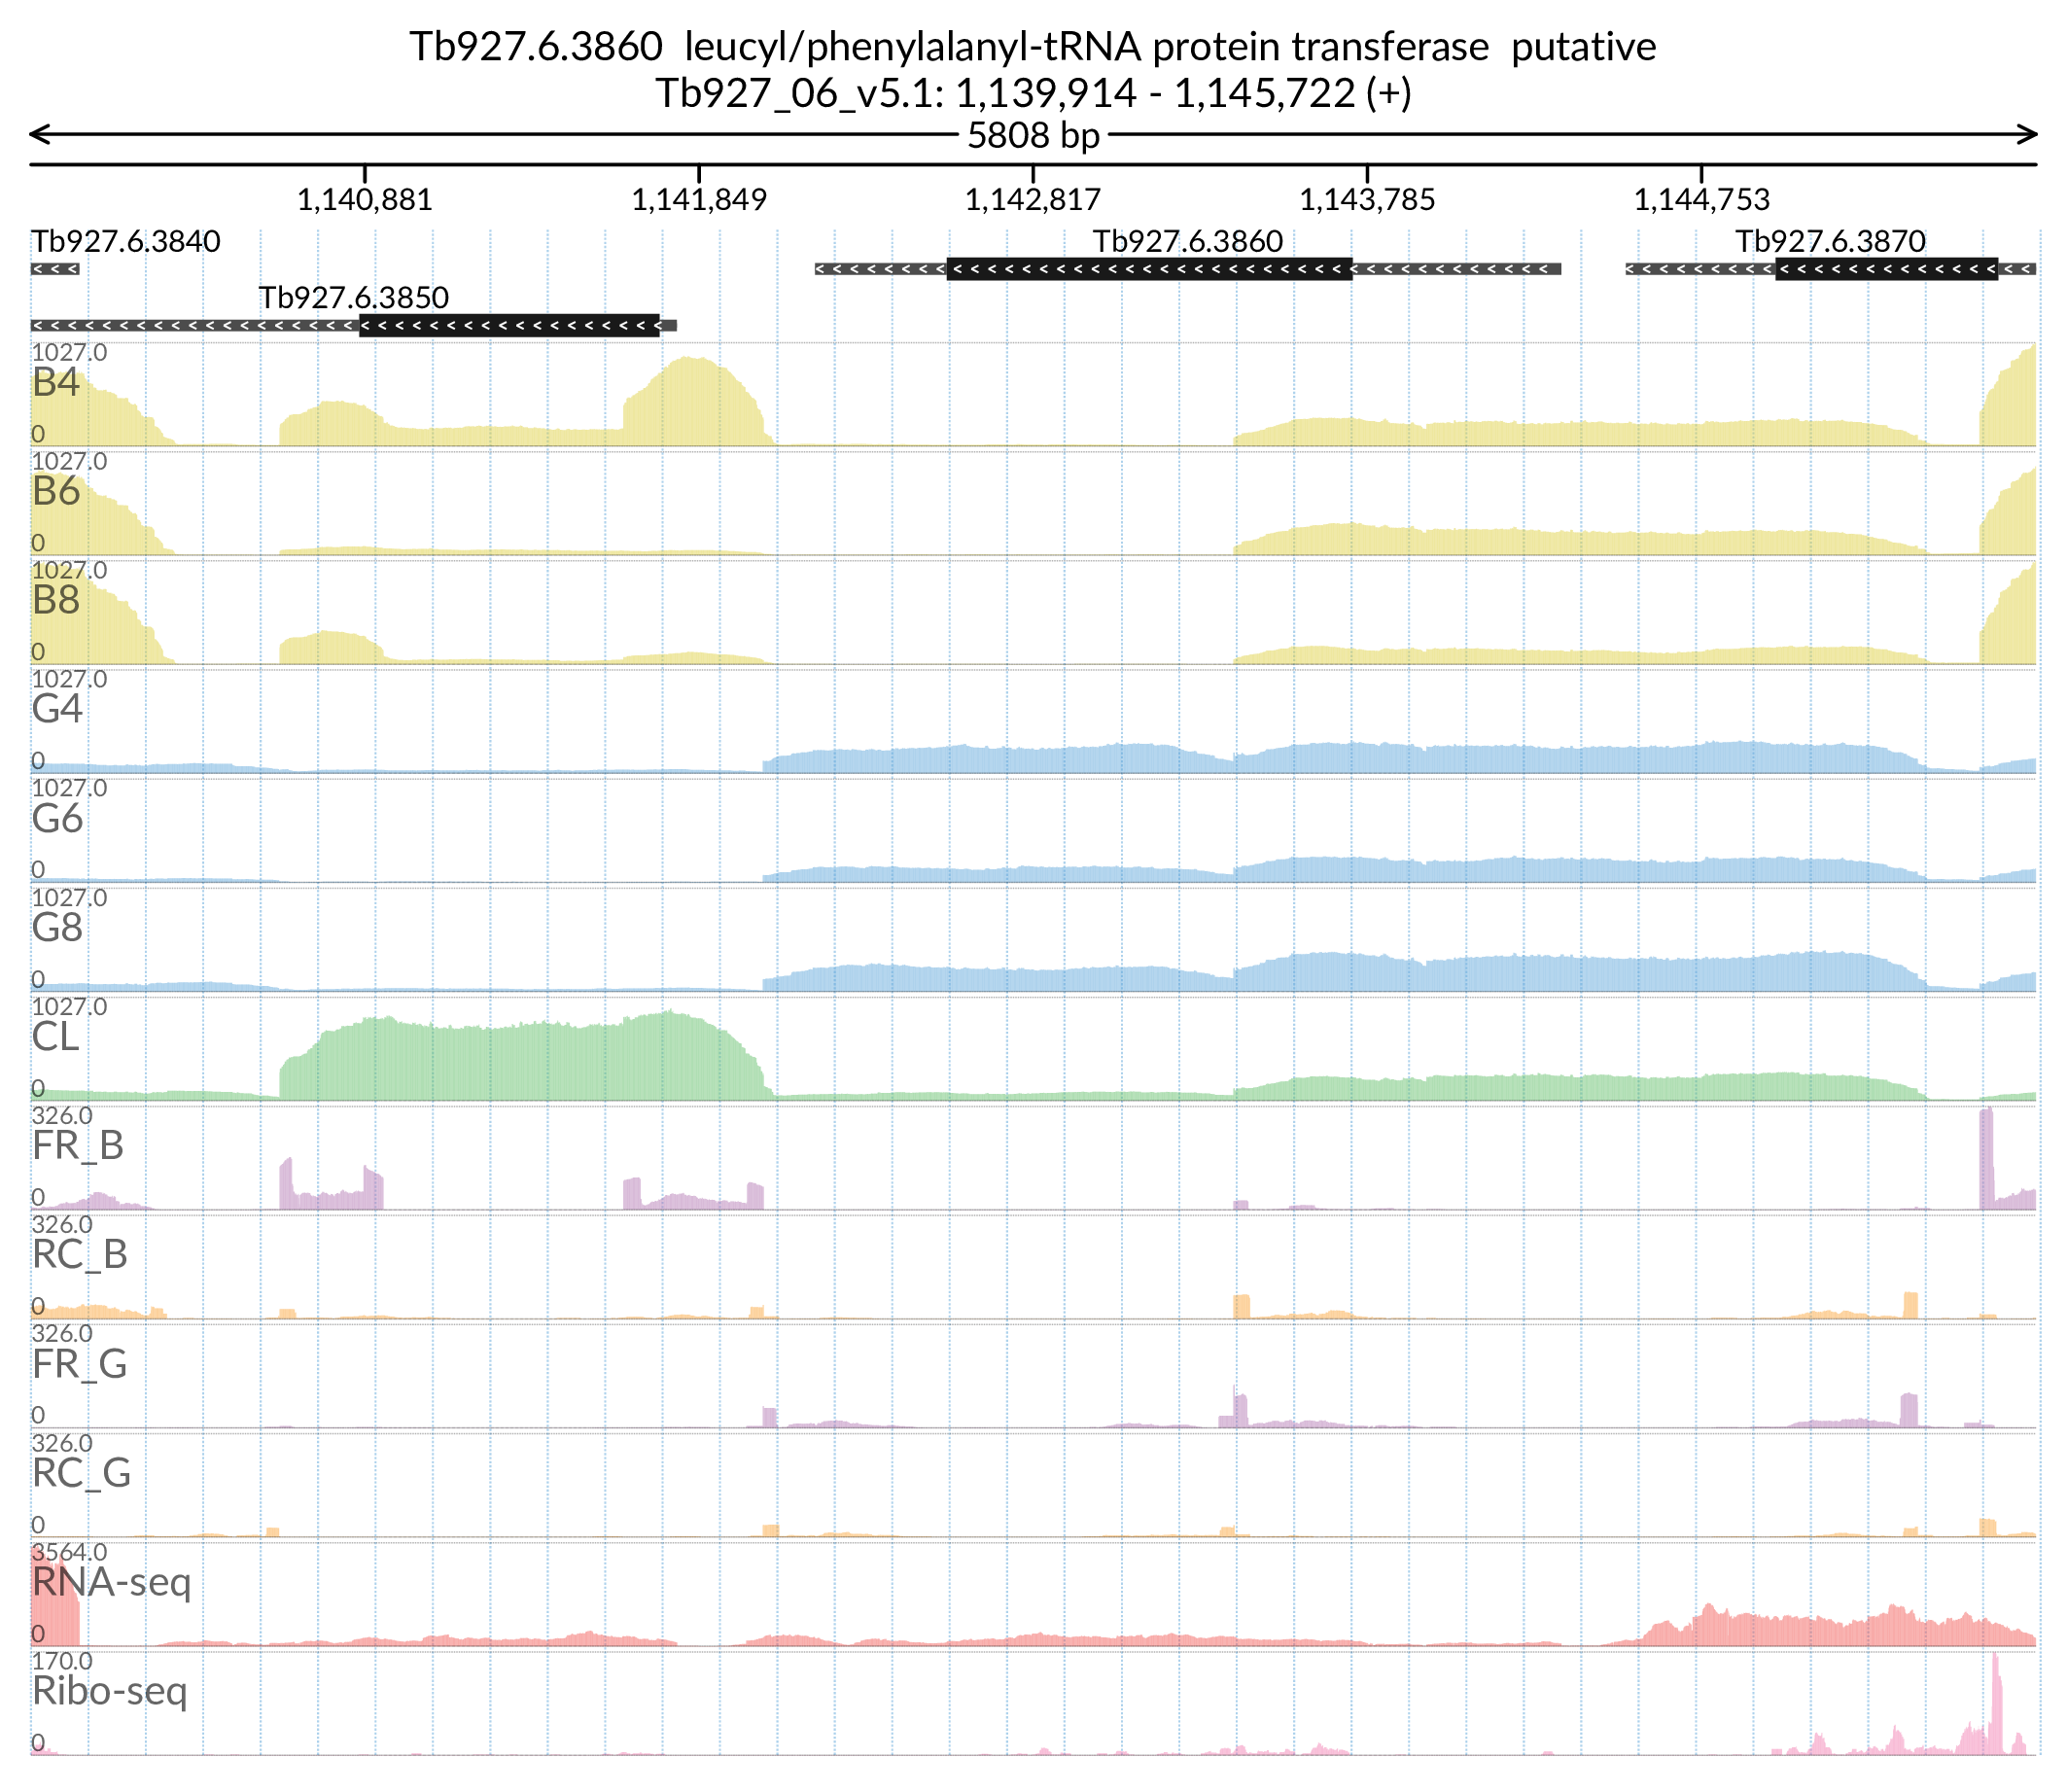 Tb927.6.3860 leucyl/phenylalanyl-tRNA protein transferase putative
Tb927_06_v5.1: 1,139,914 - 1,145,722 (+)
5808 bp
1,140,881 1,141,849 1,142,817 1,143,785 1,144,753
Tb927.6.3840 Tb927.6.3860 Tb927.6.3870
Tb927.6.3850
1027.0
B4
0
1027.0
B6
0
1027.0
B8
0
1027.0
G4
0
1027.0
G6
0
1027.0
G8
0
1027.0
CL
0
326.0
FR_B
0
326.0
RC_B
0
326.0
FR_G
0
326.0
RC_G
0
3564.0
RNA-seq
0
170.0
Ribo-seq
0